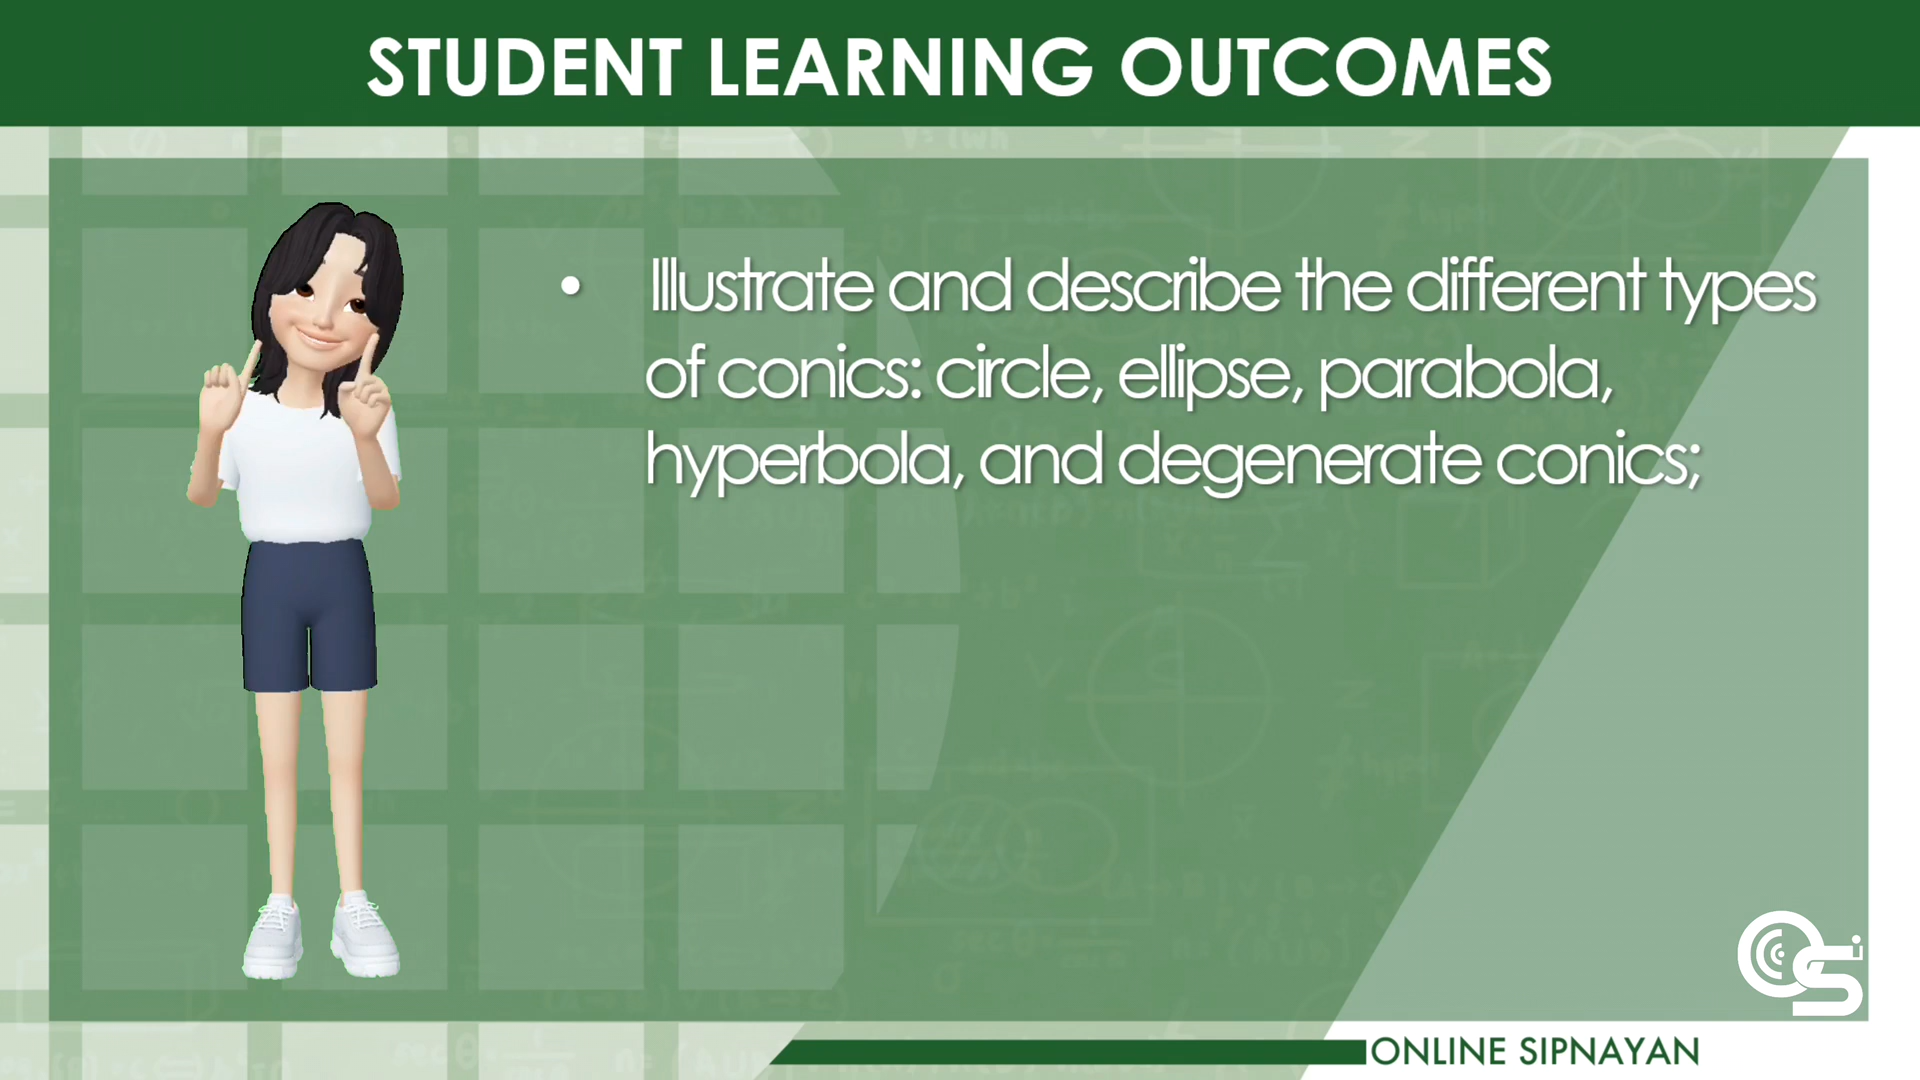 STUDENT LEARNING OUTCOMES
• Illustrate and describe the different types
of conics: circle, ellipse, parabola,
hyperbola, and degenerate conics;
ONLINE SIPNAYAN